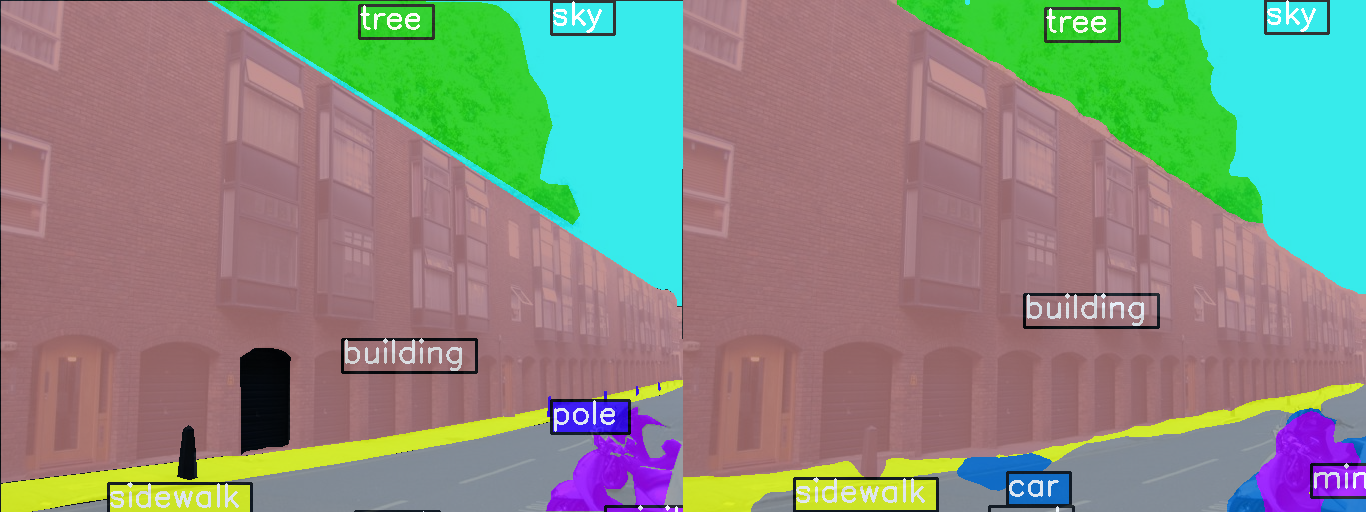 tree
sky
building
pole
sidewalk
tree
sky
building
sidewalk
car
min